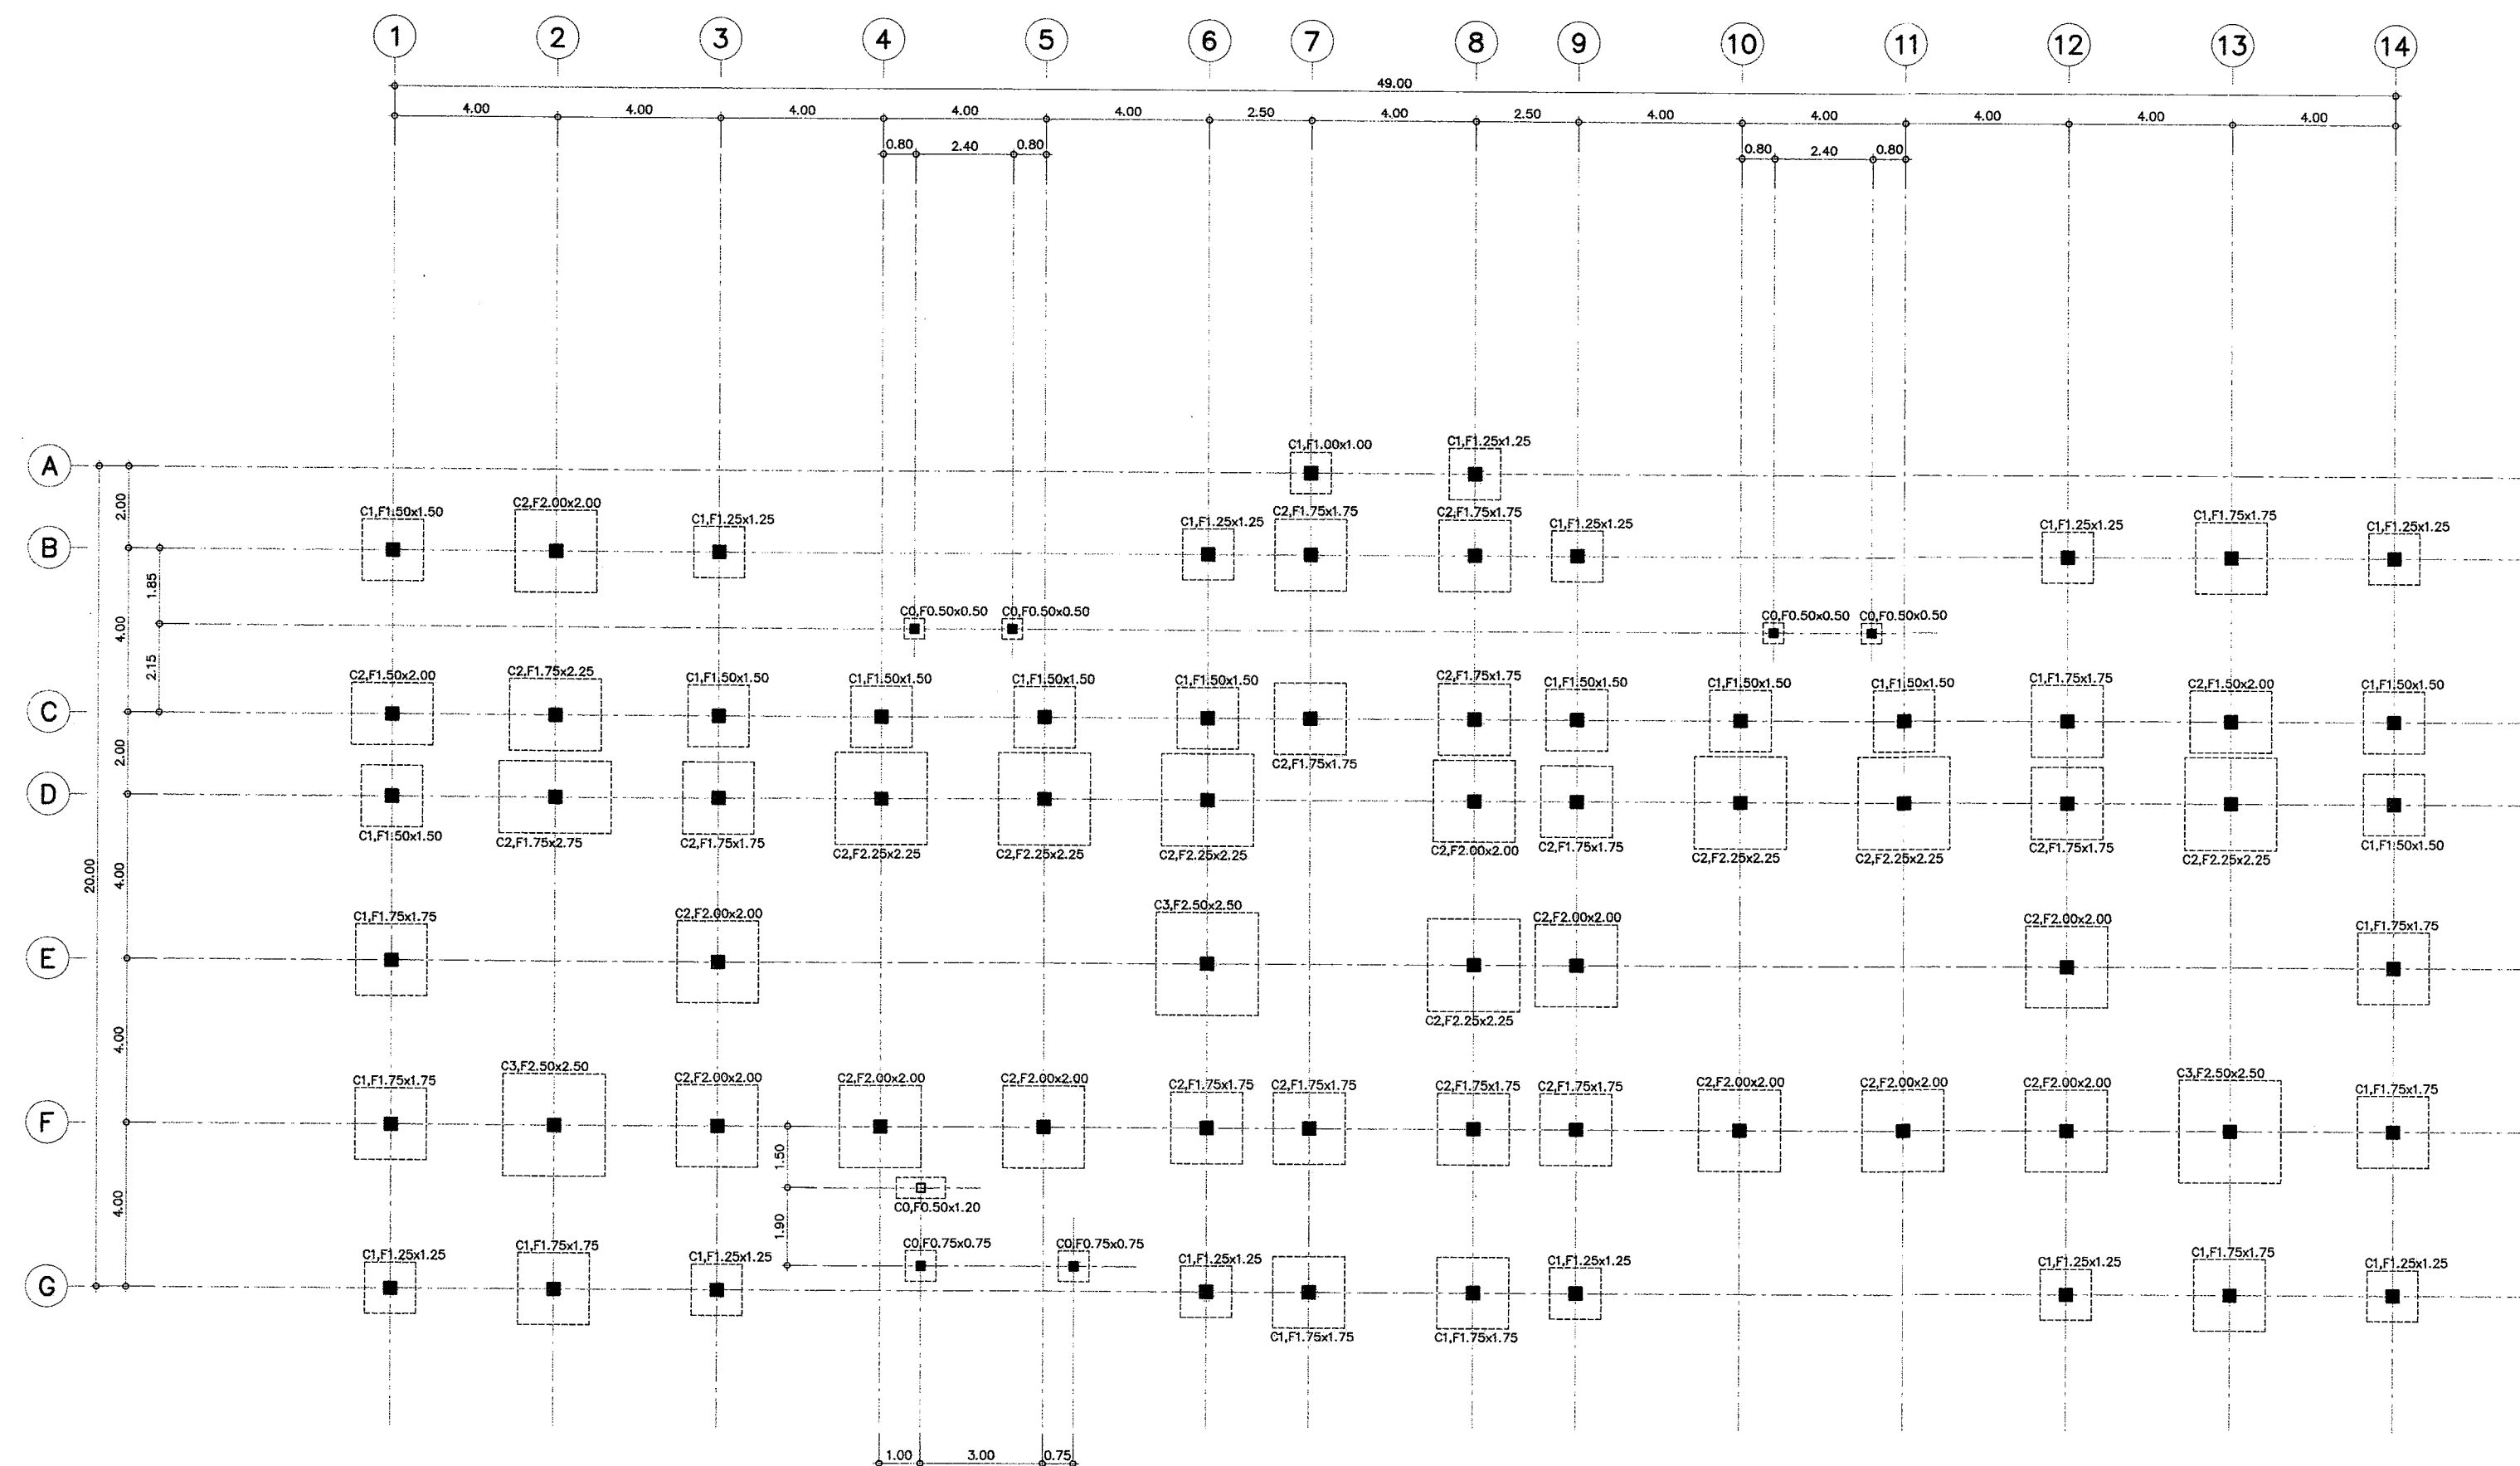 1 2 3 4 5 6 7 8 9 10 11 12 13 14
49.00
4.00 4.00 4.00 4.00 4.00 2.50 4.00 2.50 4.00 4.00 4.00 4.00 4.00
0.80 2.40 0.80 0.80 2.40 0.80
C1,F1.00x1.00 C1,F1.25x1.25
A
2.00
C1,F1.50x1.50 C2,F2.00x2.00 C1,F1.25x1.25 C1,F1.25x1.25 C2,F1.75x1.75 C2,F1.75x1.75 C1,F1.25x1.25 C1,F1.25x1.25 C1,F1.75x1.75 C1,F1.25x1.25
B
1.85
4.00
C0,F0.50x0.50 C0,F0.50x0.50 C0,F0.50x0.50 C0,F0.50x0.50
2.15
C2,F1.50x2.00 C2,F1.75x2.25 C1,F1.50x1.50 C1,F1.50x1.50 C1,F1.50x1.50 C1,F1.50x1.50 C2,F1.75x1.75 C1,F1.50x1.50 C1,F1.50x1.50 C1,F1.50x1.50 C1,F1.75x1.75 C2,F1.50x2.00 C1,F1.50x1.50
C
2.00
C2,F1.75x1.75
D
C1,F1.50x1.50 C2,F1.75x2.75 C2,F1.75x1.75 C2,F2.25x2.25 C2,F2.25x2.25 C2,F2.25x2.25 C2,F2.00x2.00 C2,F1.75x1.75 C2,F2.25x2.25 C2,F2.25x2.25 C2,F1.75x1.75 C2,F2.25x2.25 C1,F1.50x1.50
20.00
4.00
C1,F1.75x1.75 C2,F2.00x2.00 C3,F2.50x2.50 C2,F2.00x2.00 C2,F2.00x2.00 C1,F1.75x1.75
E
C2,F2.25x2.25
4.00
C1,F1.75x1.75 C3,F2.50x2.50 C2,F2.00x2.00 C2,F2.00x2.00 C2,F2.00x2.00 C2,F1.75x1.75 C2,F1.75x1.75 C2,F1.75x1.75 C2,F1.75x1.75 C2,F2.00x2.00 C2,F2.00x2.00 C2,F2.00x2.00 C3,F2.50x2.50 C1,F1.75x1.75
F
1.50
4.00
C0,F0.50x1.20
1.90
C0,F0.75x0.75 C0,F0.75x0.75
C1,F1.25x1.25 C1,F1.75x1.75 C1,F1.25x1.25 C1,F1.25x1.25 C1,F1.25x1.25 C1,F1.25x1.25 C1,F1.75x1.75 C1,F1.25x1.25
G
C1,F1.75x1.75 C1,F1.75x1.75
1.00 3.00 0.75